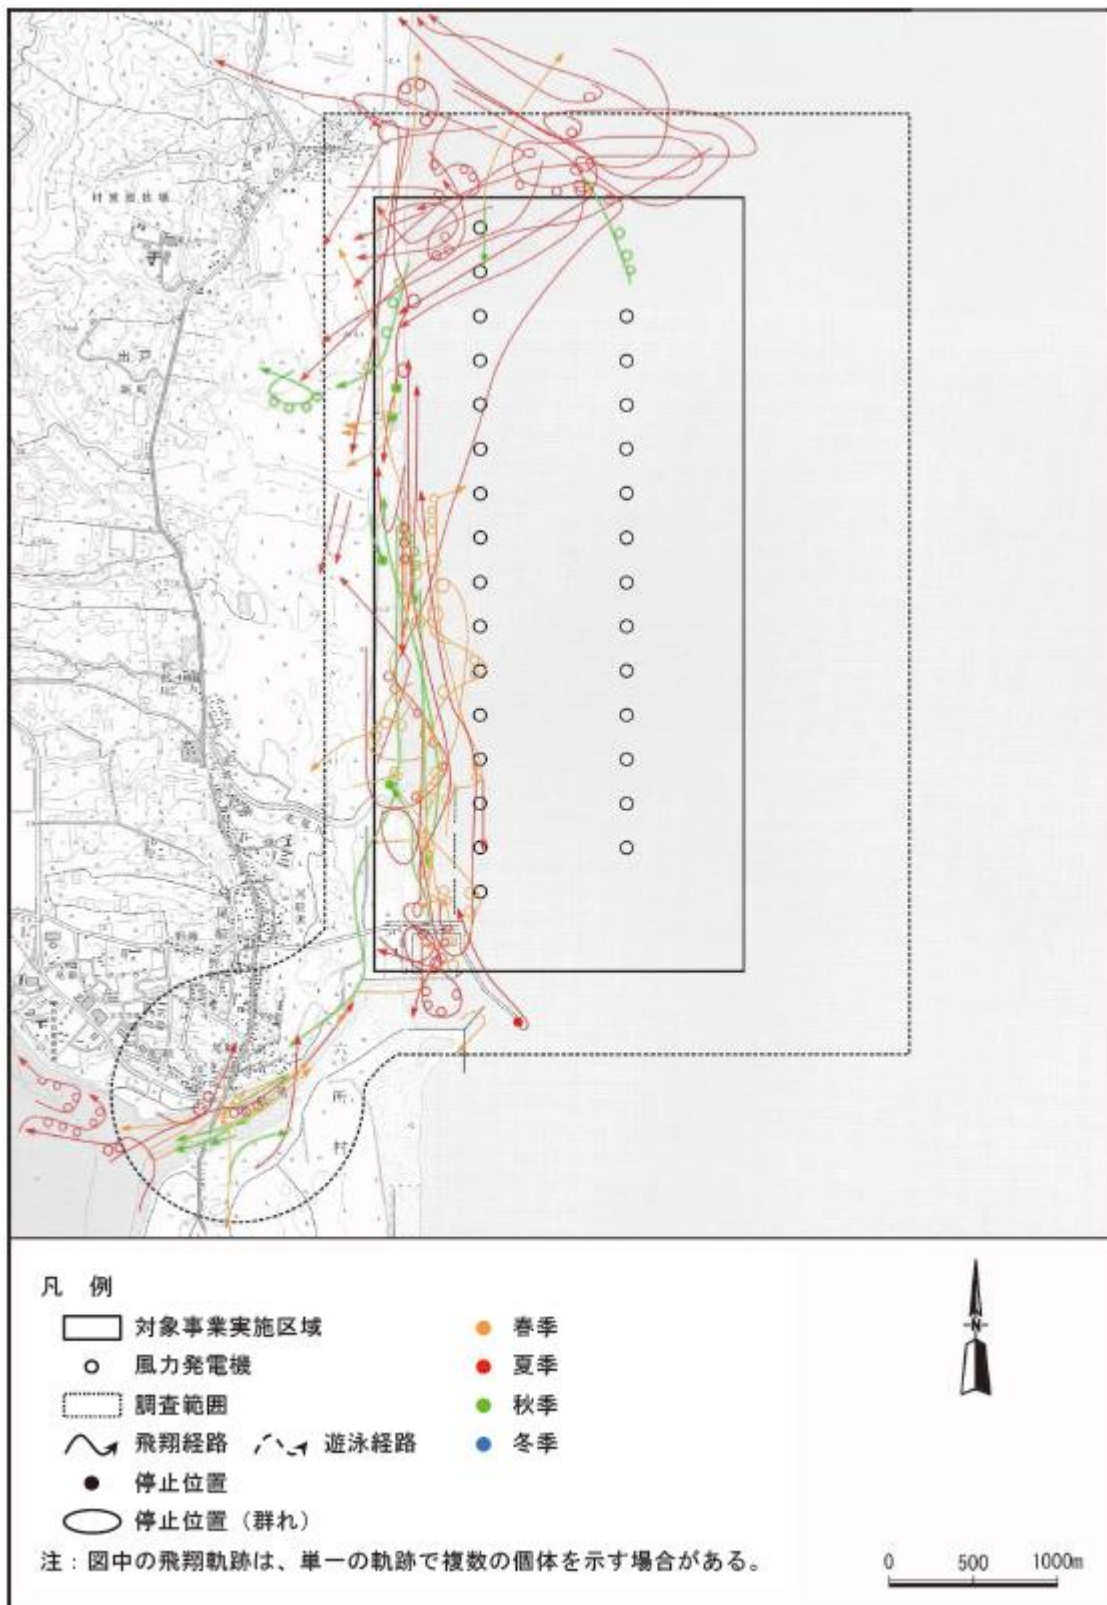 出戸
所
村
凡 例
対象事業実施区域
風力発電機
調査範囲
飛翔経路
遊泳経路
停止位置
停止位置（群れ）
春季
夏季
秋季
冬季
注：図中の飛翔軌跡は、単一の軌跡で複数の個体を示す場合がある。
N
0 500 1000m